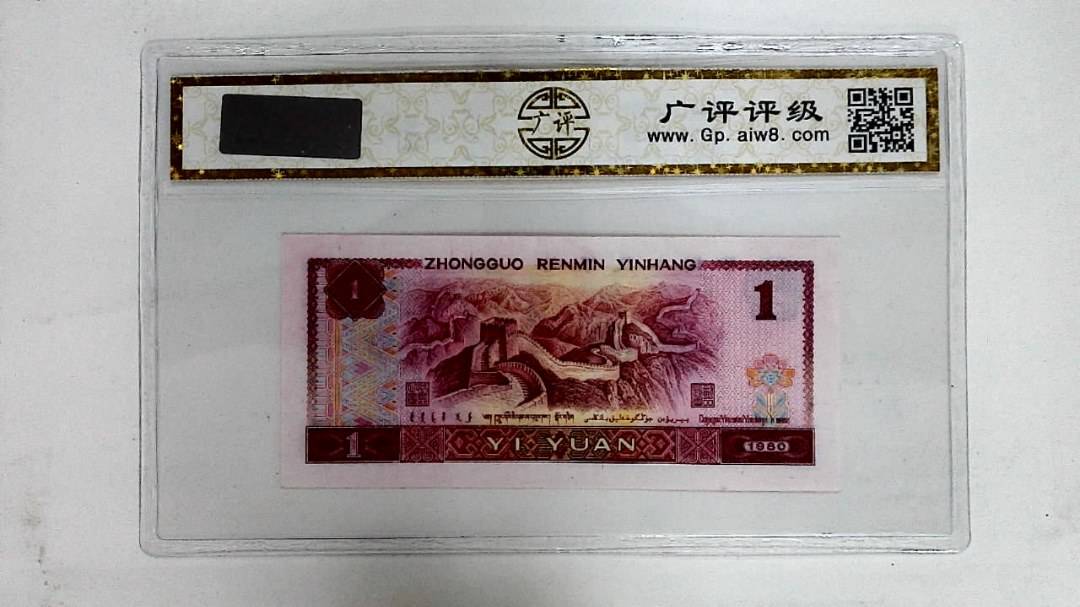 广评
广评评级
www.Gp.aiw8.com
ZHONGGUO RENMIN YINHANG
1
1
1
YI YUAN
1980